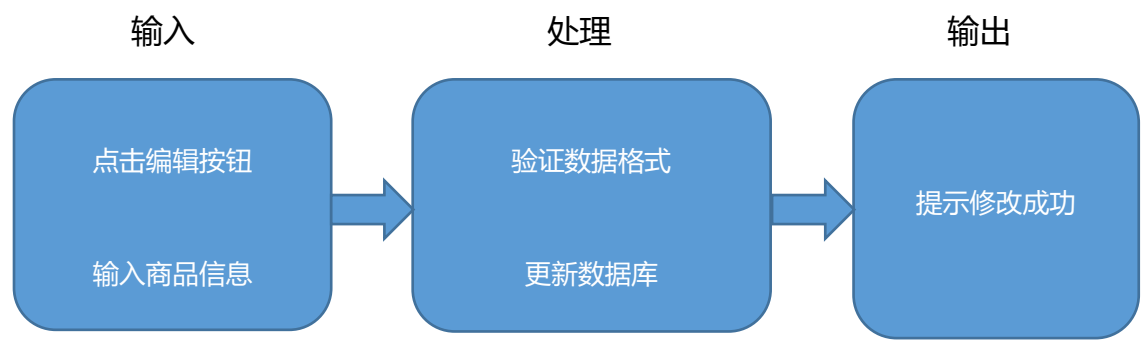 输入
处理
输出
点击编辑按钮
输入商品信息
验证数据格式
更新数据库
提示修改成功